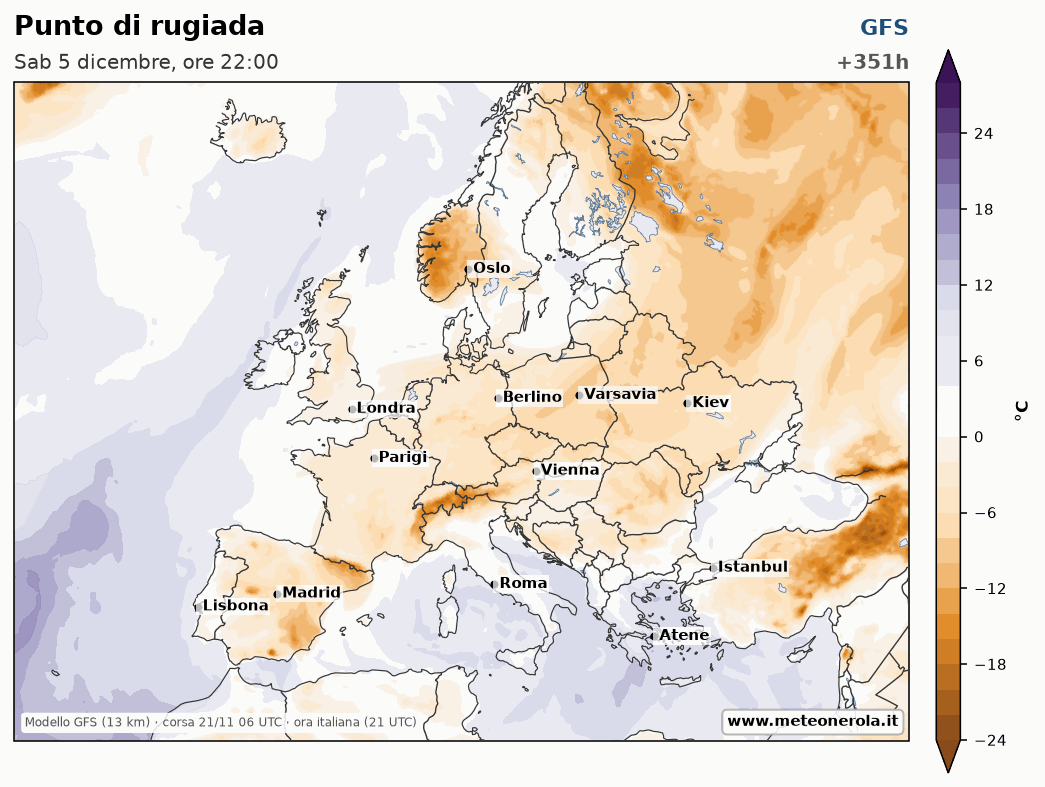 Punto di rugiada
GFS
Sab 5 dicembre, ore 22:00
+351h
24
18
12
6
0
−6
−12
−18
−24
°C
Oslo
Berlino
Varsavia
Kiev
Londra
Parigi
Vienna
Istanbul
Roma
Madrid
Lisbona
Atene
Modello GFS (13 km) · corsa 21/11 06 UTC · ora italiana (21 UTC)
www.meteonerola.it